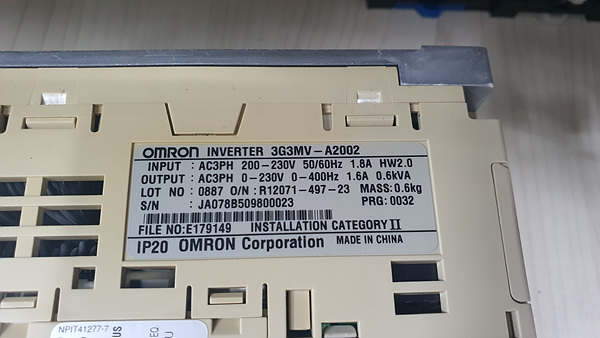 OMRON INVERTER 3G3MV-A2002
INPUT : AC3PH 200-230V 50/60Hz 1.8A HW2.0
OUTPUT : AC3PH 0-230V 0-400Hz 1.6A 0.6kVA
LOT NO : 0887 O/N : R12071-497-23 MASS: 0.6kg
S/N : JA078B509800023 PRG: 0032
FILE NO:E179149 INSTALLATION CATEGORY II
IP20 OMRON Corporation MADE IN CHINA
NPIT41277-7
US
EQ